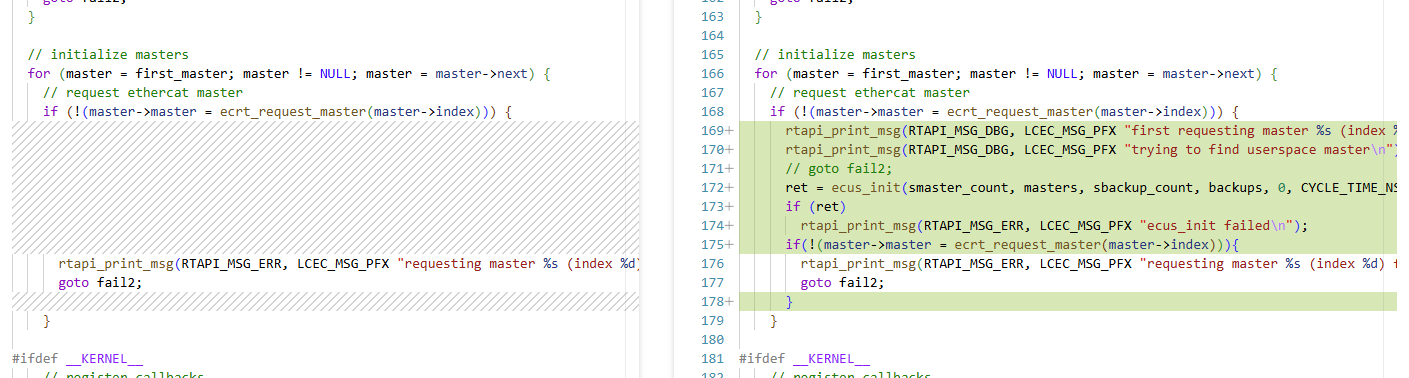 }
// initialize masters
for (master = first_master; master != NULL; master = master->next) {
// request ethercat master
if (!(master->master = ecrt_request_master(master->index))) {
rtapi_print_msg(RTAPI_MSG_ERR, LCEC_MSG_PFX "requesting master %s (index %d)
goto fail2;
}
#ifdef __KERNEL__
// register callbacks
goto fail2;
163 }
164
165 // initialize masters
166 for (master = first_master; master != NULL; master = master->next) {
167 // request ethercat master
168 if (!(master->master = ecrt_request_master(master->index))) {
169+ rtapi_print_msg(RTAPI_MSG_DBG, LCEC_MSG_PFX "first requesting master %s (index %
170+ rtapi_print_msg(RTAPI_MSG_DBG, LCEC_MSG_PFX "trying to find userspace master\n")
171+ // goto fail2;
172+ ret = ecus_init(smaster_count, masters, sbackup_count, backups, 0, CYCLE_TIME_NS
173+ if (ret)
174+ rtapi_print_msg(RTAPI_MSG_ERR, LCEC_MSG_PFX "ecus_init failed\n");
175+ if(!(master->master = ecrt_request_master(master->index))){
176 rtapi_print_msg(RTAPI_MSG_ERR, LCEC_MSG_PFX "requesting master %s (index %d) f
177 goto fail2;
178+ }
179 }
180
181 #ifdef __KERNEL__
182 // register callbacks